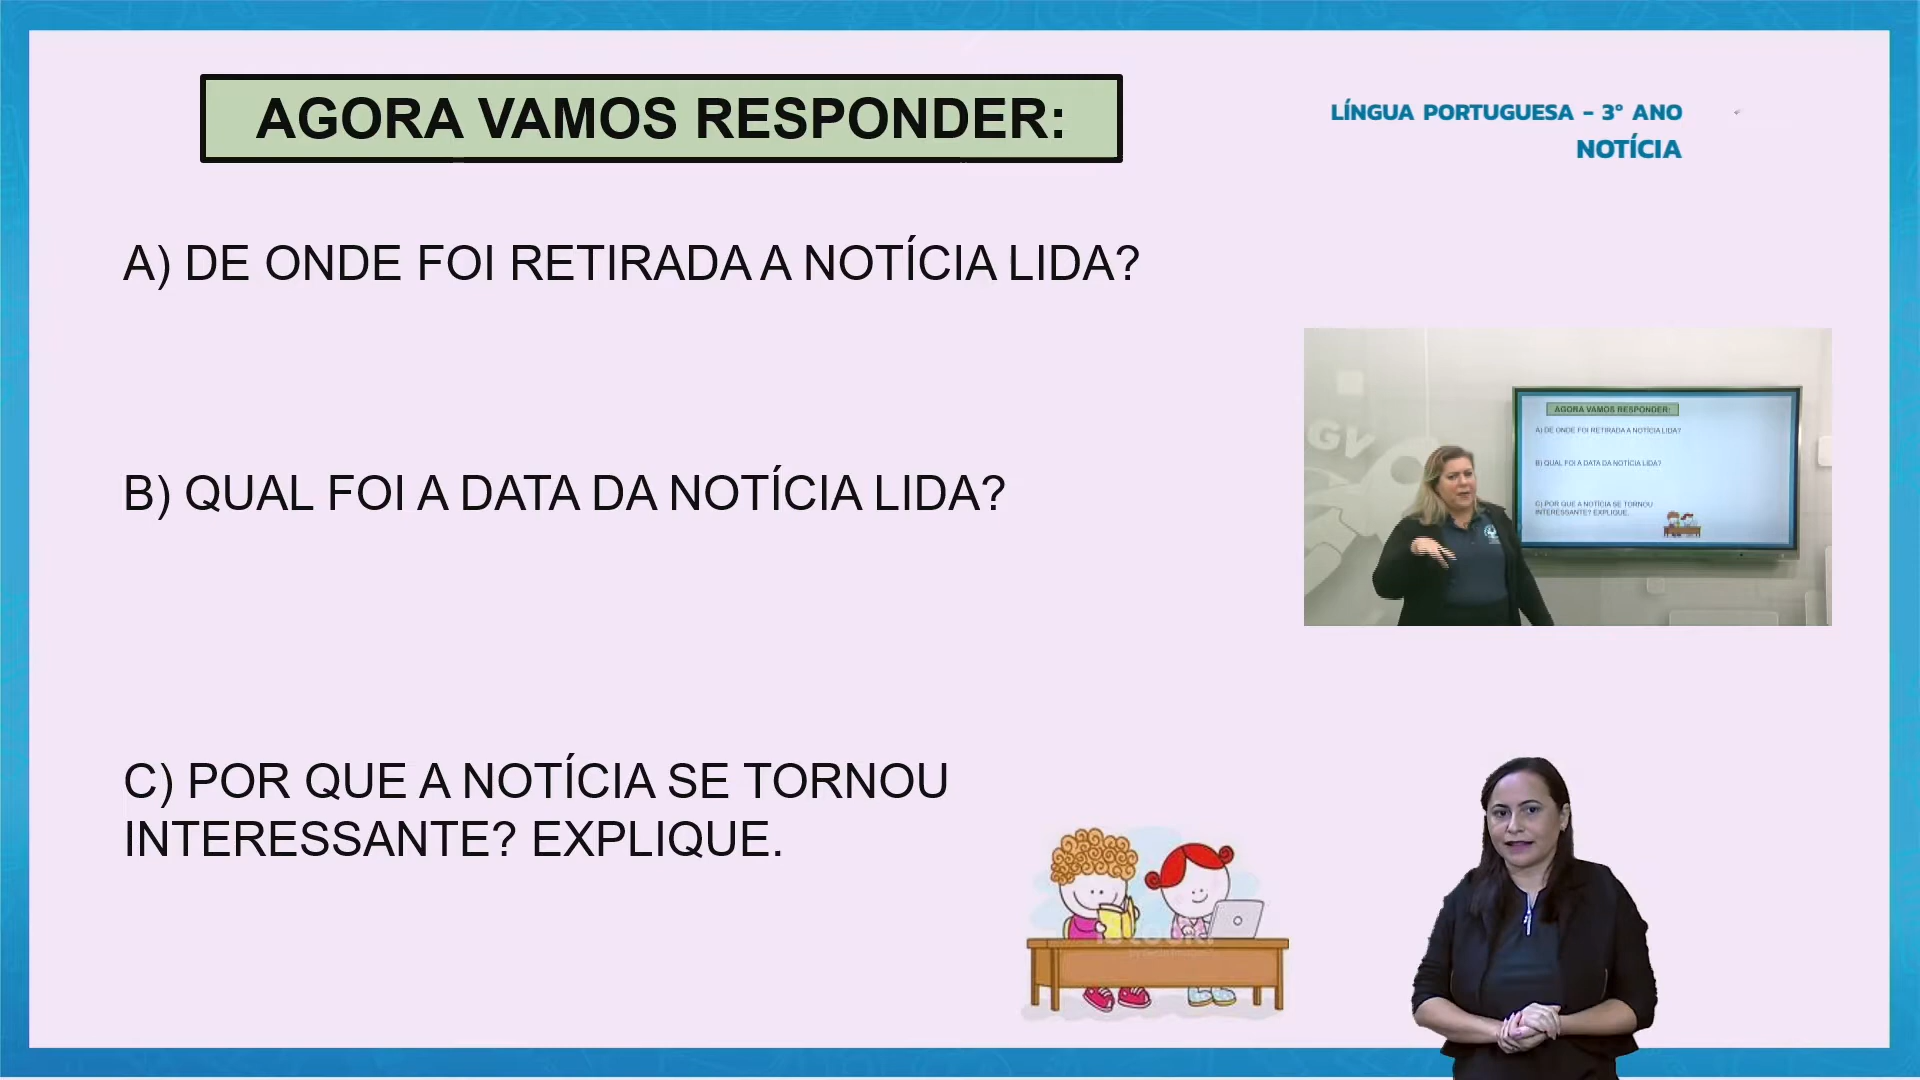 AGORA VAMOS RESPONDER:
LÍNGUA PORTUGUESA - 3º ANO
NOTÍCIA
A) DE ONDE FOI RETIRADA A NOTÍCIA LIDA?
B) QUAL FOI A DATA DA NOTÍCIA LIDA?
C) POR QUE A NOTÍCIA SE TORNOU
INTERESSANTE? EXPLIQUE.
GV
AGORA VAMOS RESPONDER:
A) DE ONDE FOI RETIRADA A NOTÍCIA LIDA?
B) QUAL FOI A DATA DA NOTÍCIA LIDA?
C) POR QUE A NOTÍCIA SE TORNOU
INTERESSANTE? EXPLIQUE.